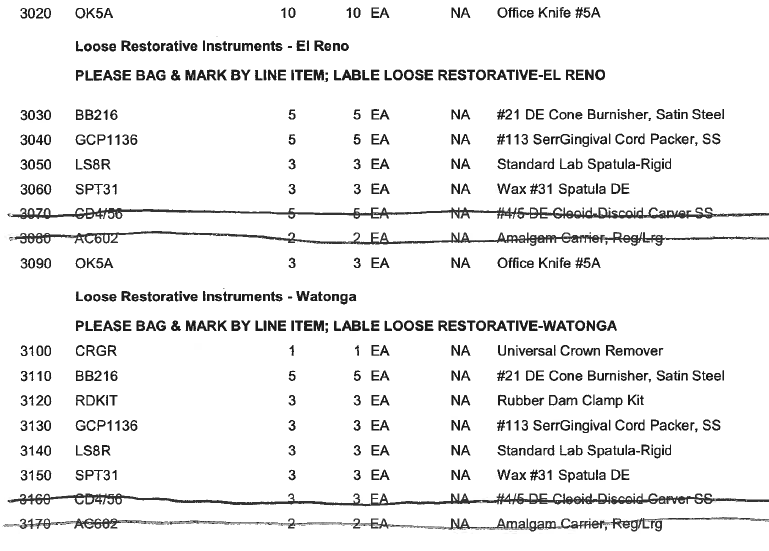 3020 OK5A 10 10 EA NA Office Knife #5A
Loose Restorative Instruments - El Reno
PLEASE BAG & MARK BY LINE ITEM; LABLE LOOSE RESTORATIVE-EL RENO
3030 BB216 5 5 EA NA #21 DE Cone Burnisher, Satin Steel
3040 GCP1136 5 5 EA NA #113 SerrGingival Cord Packer, SS
3050 LS8R 3 3 EA NA Standard Lab Spatula-Rigid
3060 SPT31 3 3 EA NA Wax #31 Spatula DE
3070 CD4/56 5 5 EA NA #4/5 DE Cleoid-Discoid Carver SS
3080 AC602 2 2 EA NA Amalgam Carrier, Reg/Lrg
3090 OK5A 3 3 EA NA Office Knife #5A
Loose Restorative Instruments - Watonga
PLEASE BAG & MARK BY LINE ITEM; LABLE LOOSE RESTORATIVE-WATONGA
3100 CRGR 1 1 EA NA Universal Crown Remover
3110 BB216 5 5 EA NA #21 DE Cone Burnisher, Satin Steel
3120 RDKIT 3 3 EA NA Rubber Dam Clamp Kit
3130 GCP1136 3 3 EA NA #113 SerrGingival Cord Packer, SS
3140 LS8R 3 3 EA NA Standard Lab Spatula-Rigid
3150 SPT31 3 3 EA NA Wax #31 Spatula DE
3160 CD4/56 3 3 EA NA #4/5 DE Cleoid-Discoid Carver SS
3170 AC602 2 2 EA NA Amalgam Carrier, Reg/Lrg